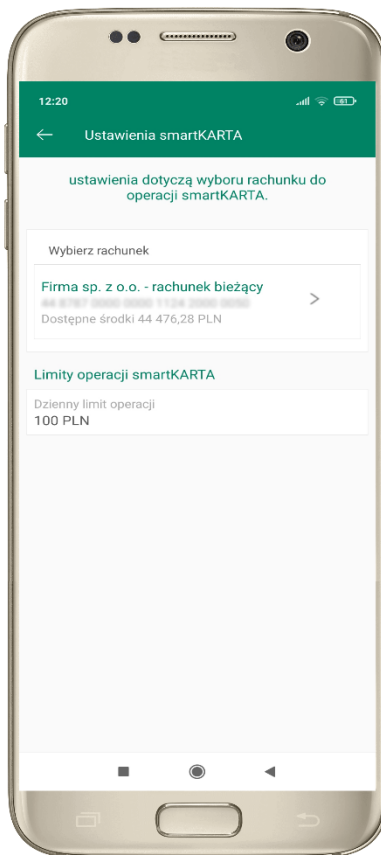 12:20
61
Ustawienia smartKARTA
ustawienia dotyczą wyboru rachunku do
operacji smartKARTA.
Wybierz rachunek
Firma sp. z o.o. - rachunek bieżący
Dostępne środki 44 476,28 PLN
Limity operacji smartKARTA
Dzienny limit operacji
100 PLN